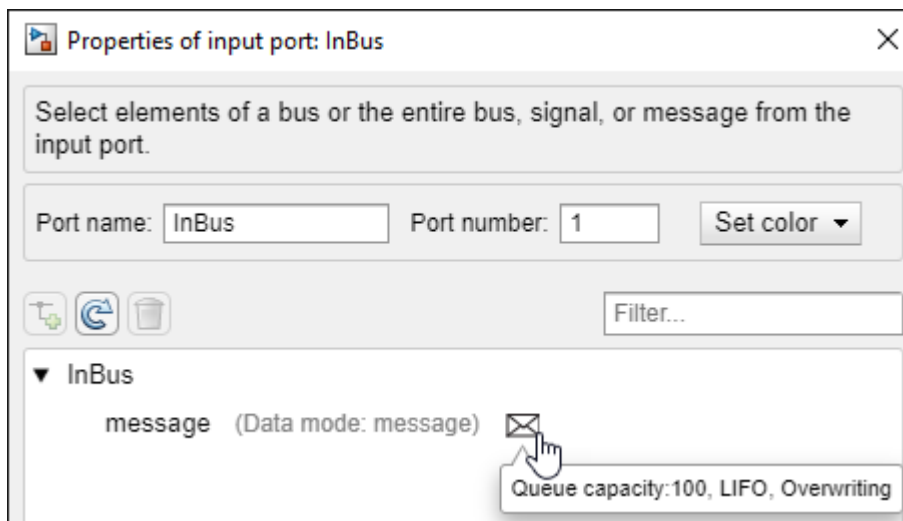 Properties of input port: InBus
Select elements of a bus or the entire bus, signal, or message from the
input port.
Port name: InBus Port number: 1 Set color
Filter...
InBus
message (Data mode: message)
Queue capacity:100, LIFO, Overwriting